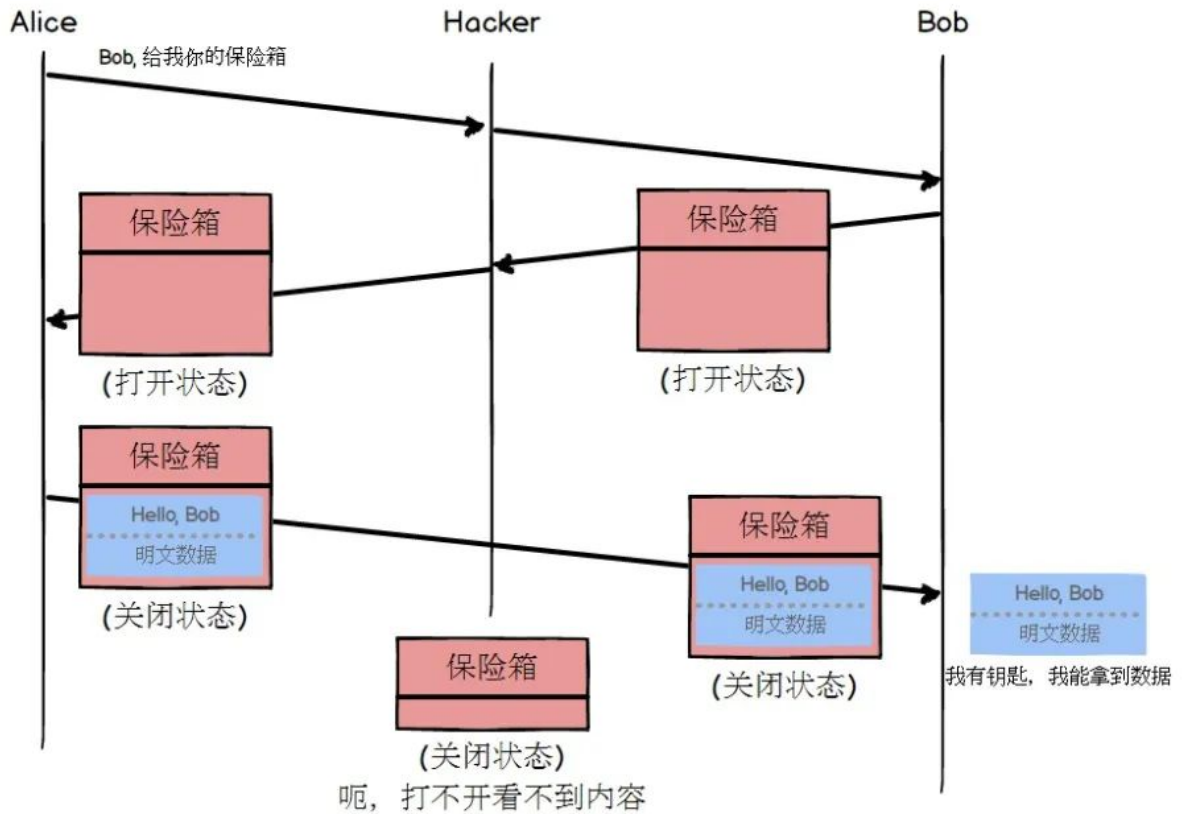 Alice
Hacker
Bob
Bob, 给我你的保险箱
保险箱
(打开状态)
保险箱
(打开状态)
保险箱
Hello, Bob
明文数据
(关闭状态)
保险箱
Hello, Bob
明文数据
(关闭状态)
Hello, Bob
明文数据
我有钥匙，我能拿到数据
保险箱
(关闭状态)
呃，打不开看不到内容